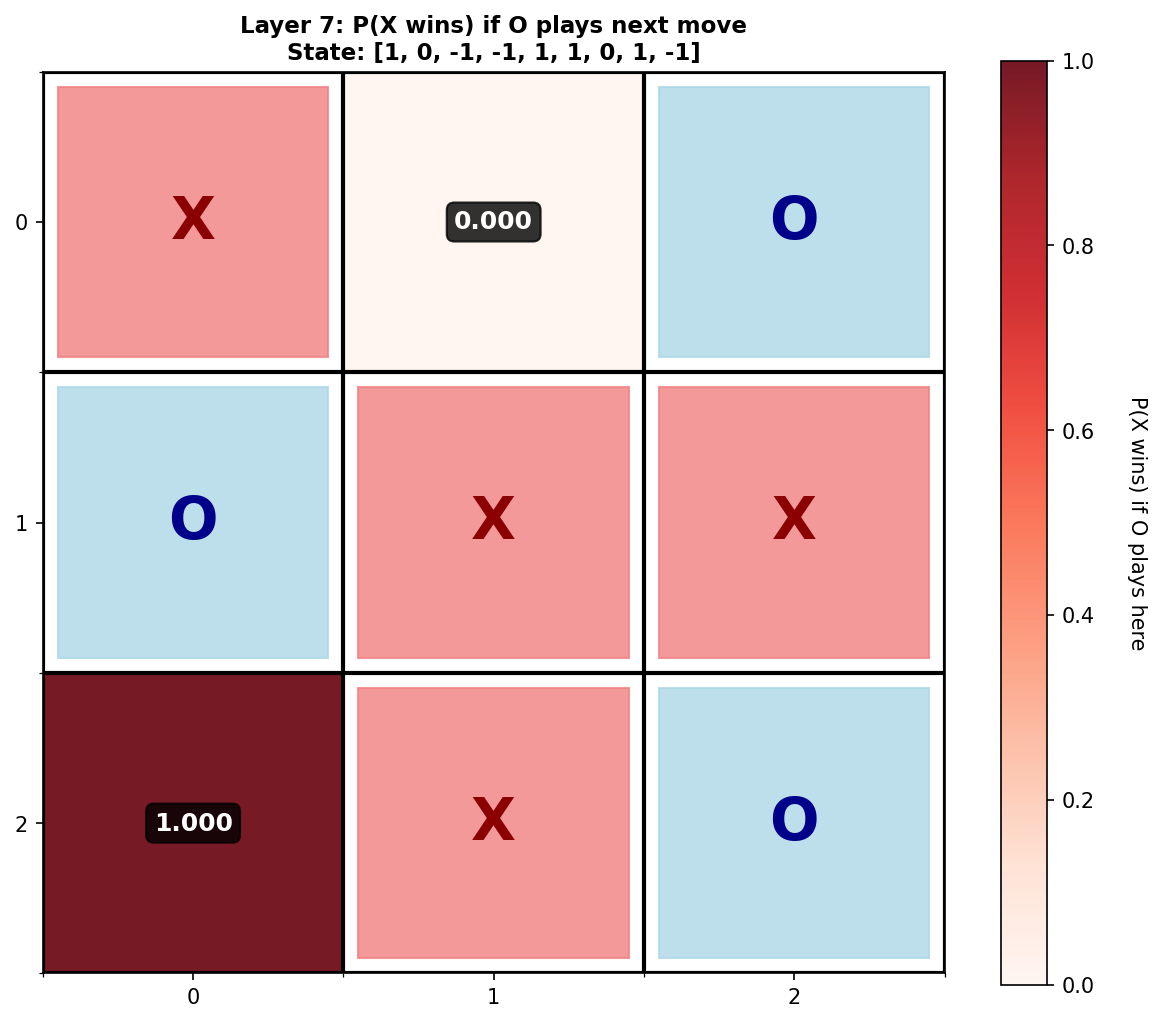 Layer 7: P(X wins) if O plays next move
State: [1, 0, -1, -1, 1, 1, 0, 1, -1]
X
0.000
O
O
X
X
1.000
X
O
0
1
2
0
1
2
1.0
0.8
0.6
0.4
0.2
0.0
P(X wins) if O plays here